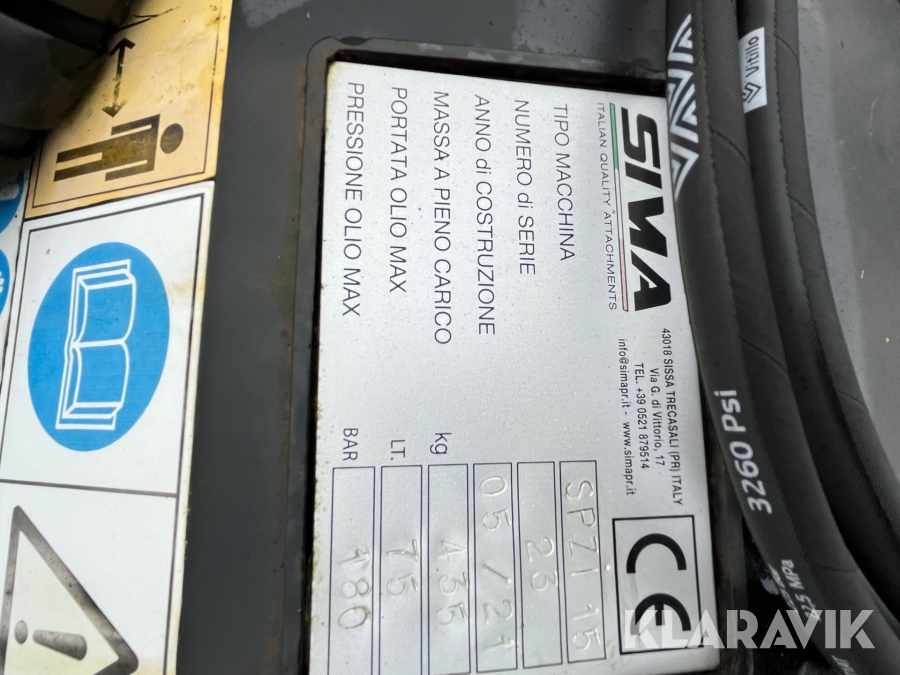 SIMA
ITALIAN QUALITY ATTACHMENTS
43018 SISSA TRECASALI (PR) ITALY
Via G. di Vittorio, 17
TEL. +39 0521 879514
info@simapr.it - www.simapr.it
CE
TIPO MACCHINA SPZI 15
NUMERO di SERIE 23
ANNO di COSTRUZIONE 05/21
MASSA A PIENO CARICO kg 435
PORTATA OLIO MAX LT. 75
PRESSIONE OLIO MAX BAR 180
Vitillo
3260 PSI
KLARAVIK